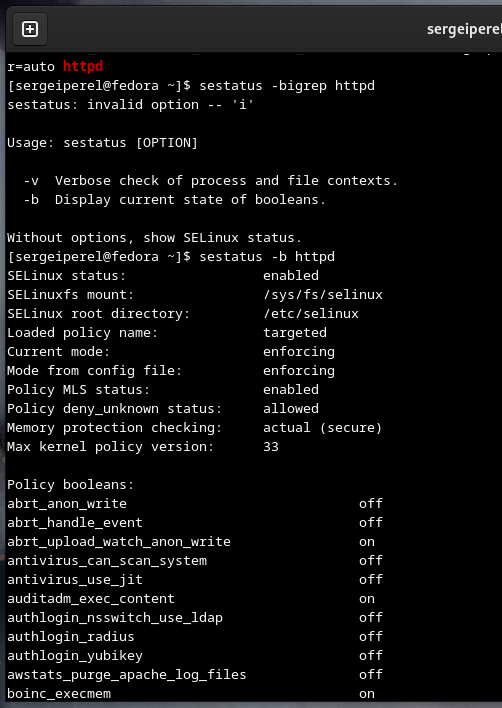 sergeiperel
r=auto httpd
[sergeiperel@fedora ~]$ sestatus -bigrep httpd
sestatus: invalid option -- 'i'
Usage: sestatus [OPTION]
-v Verbose check of process and file contexts.
-b Display current state of booleans.
Without options, show SELinux status.
[sergeiperel@fedora ~]$ sestatus -b httpd
SELinux status: enabled
SELinuxfs mount: /sys/fs/selinux
SELinux root directory: /etc/selinux
Loaded policy name: targeted
Current mode: enforcing
Mode from config file: enforcing
Policy MLS status: enabled
Policy deny_unknown status: allowed
Memory protection checking: actual (secure)
Max kernel policy version: 33
Policy booleans:
abrt_anon_write off
abrt_handle_event off
abrt_upload_watch_anon_write on
antivirus_can_scan_system off
antivirus_use_jit off
auditadm_exec_content on
authlogin_nsswitch_use_ldap off
authlogin_radius off
authlogin_yubikey off
awstats_purge_apache_log_files off
boinc_execmem on